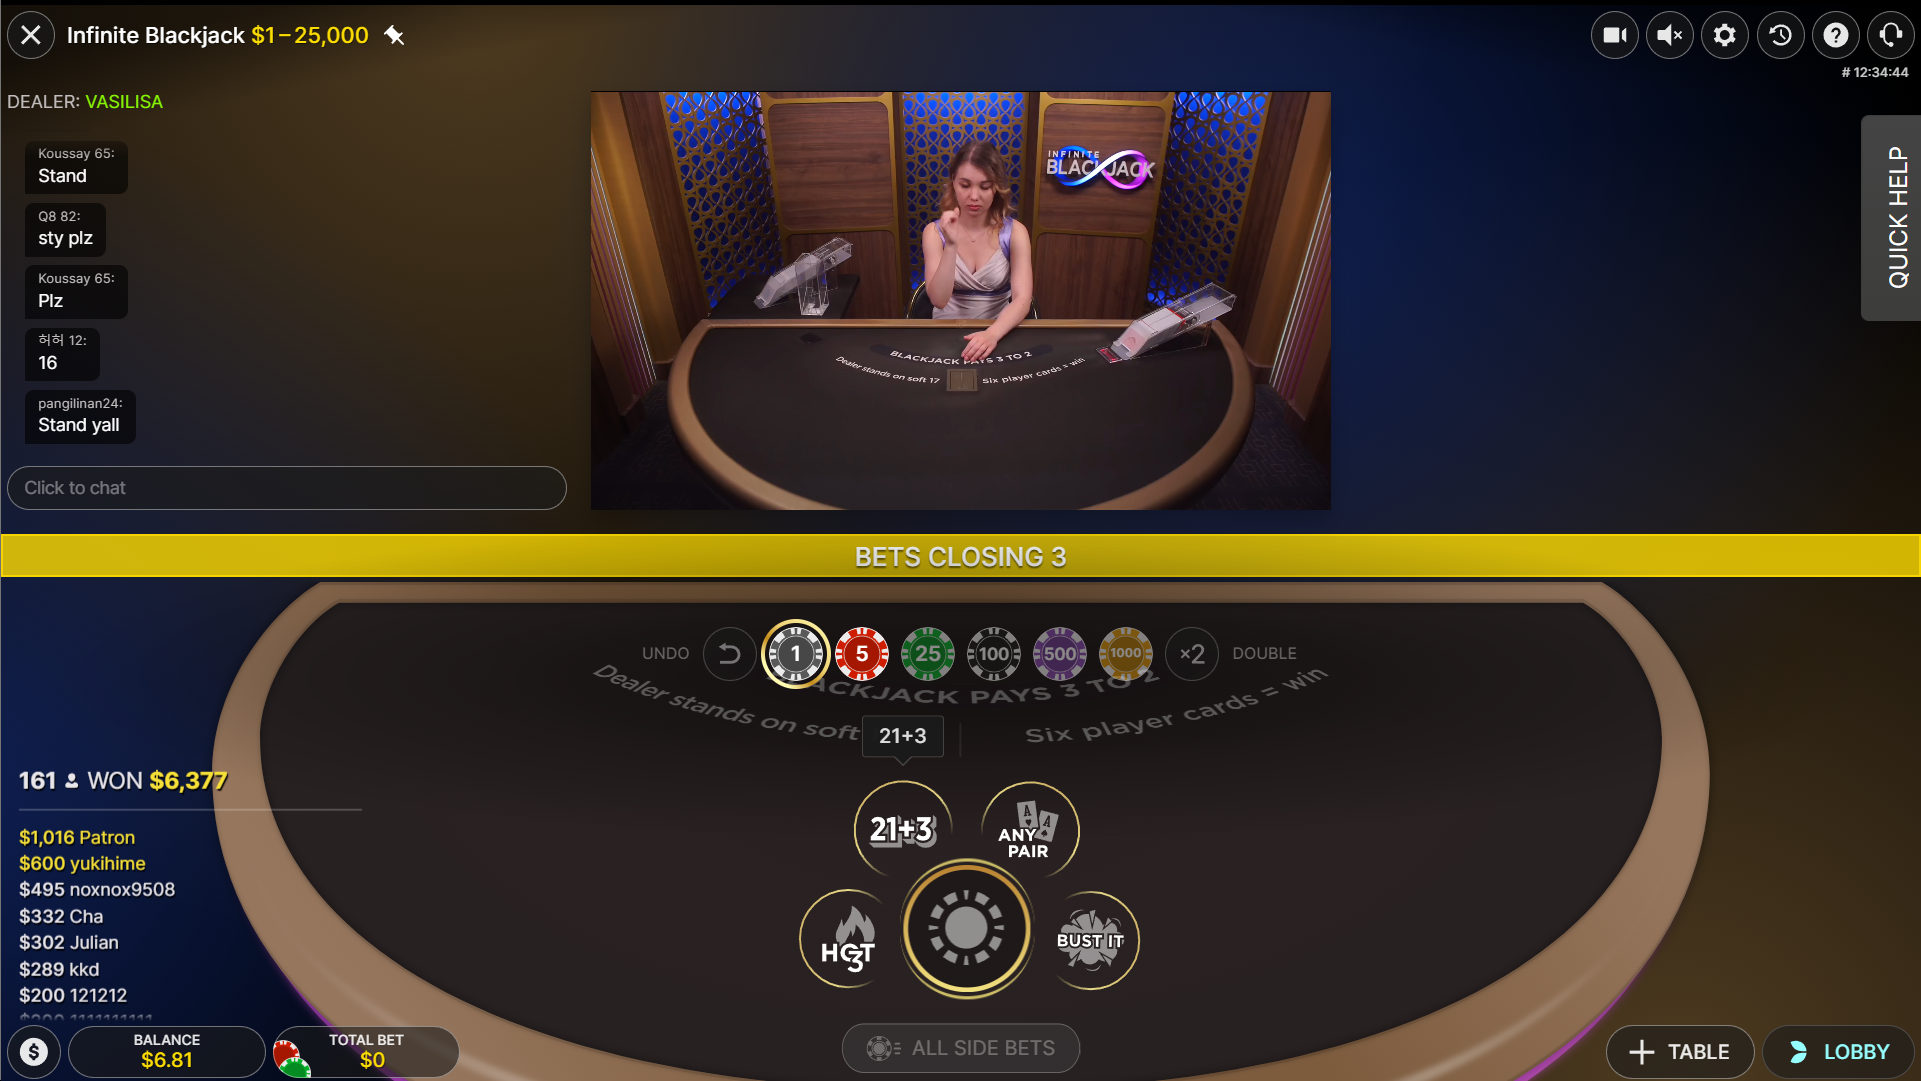 Infinite Blackjack $1–25,000
# 12:34:44
DEALER: VASILISA
Koussay 65:
Stand
Q8 82:
sty plz
Koussay 65:
Plz
허허 12:
16
pangilinan24:
Stand yall
Click to chat
INFINITE
BLACKJACK
BLACKJACK PAYS 3 TO 2
Dealer stands on soft 17
Six player cards = win
QUICK HELP
BETS CLOSING 3
UNDO
1
5
25
100
500
1000
×2
DOUBLE
ACKJACK PAYS 3 TO 2
Dealer stands on soft
Six player cards = win
21+3
21+3
ANY
PAIR
HOT
3
BUST IT
161 WON $6,377
$1,016 Patron
$600 yukihime
$495 noxnox9508
$332 Cha
$302 Julian
$289 kkd
$200 121212
BALANCE
$6.81
TOTAL BET
$0
ALL SIDE BETS
TABLE
LOBBY